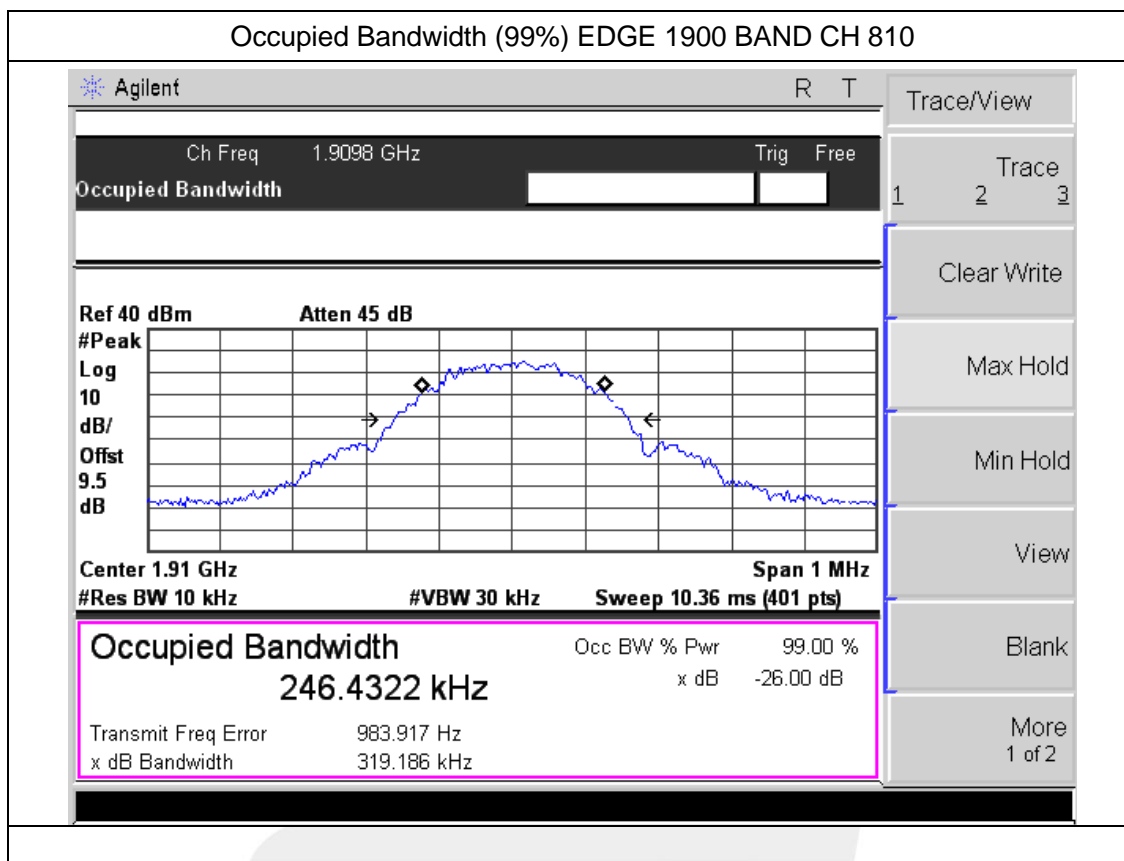 Occupied Bandwidth (99%) EDGE 1900 BAND CH 810
Agilent R T
Trace/View
Ch Freq 1.9098 GHz Trig Free
Occupied Bandwidth
Trace
1 2 3
Clear Write
Ref 40 dBm Atten 45 dB
#Peak
Log
10
dB/
Offst
9.5
dB
Max Hold
Min Hold
Center 1.91 GHz Span 1 MHz
#Res BW 10 kHz #VBW 30 kHz Sweep 10.36 ms (401 pts)
View
Occupied Bandwidth Occ BW % Pwr 99.00 %
246.4322 kHz x dB -26.00 dB
Transmit Freq Error 983.917 Hz
x dB Bandwidth 319.186 kHz
Blank
More
1 of 2